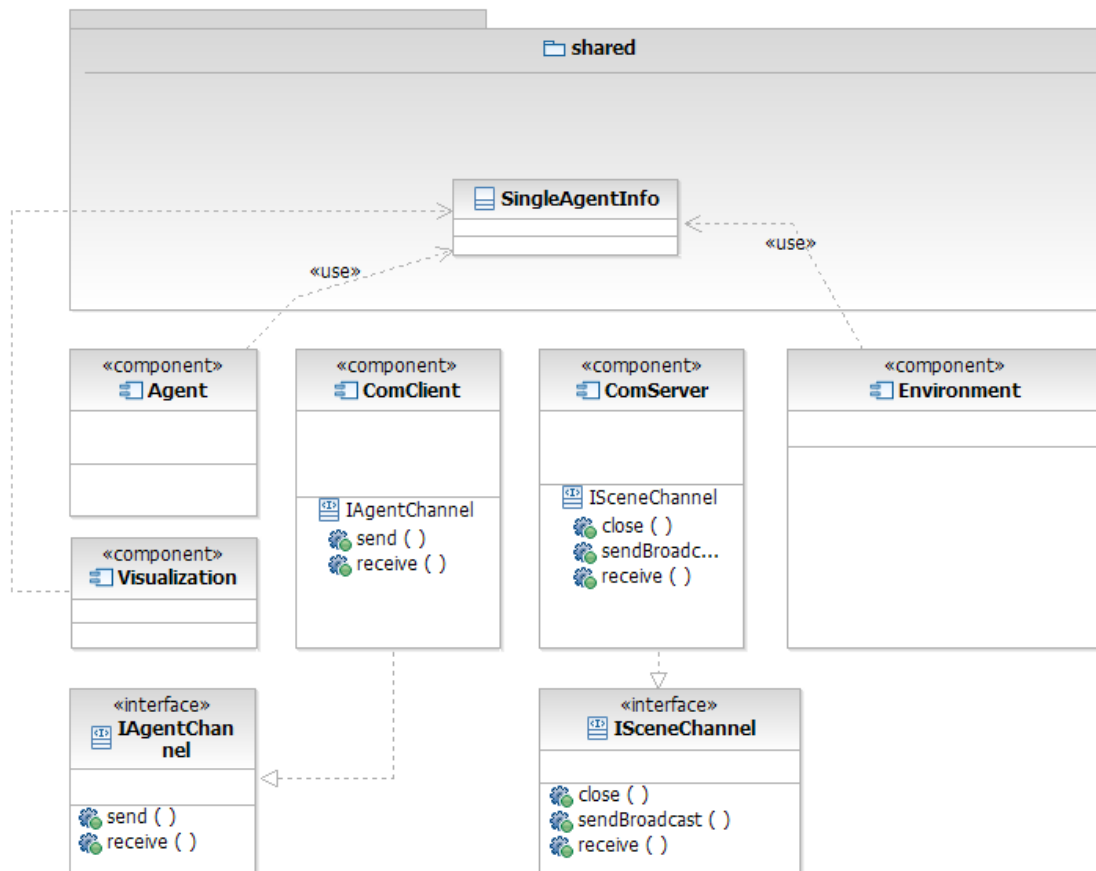 shared
SingleAgentInfo
«use»
«use»
«component»
Agent
«component»
ComClient
IAgentChannel
send ( )
receive ( )
«component»
ComServer
ISceneChannel
close ( )
sendBroadc...
receive ( )
«component»
Environment
«component»
Visualization
«interface»
IAgentChan
nel
send ( )
receive ( )
«interface»
ISceneChannel
close ( )
sendBroadcast ( )
receive ( )